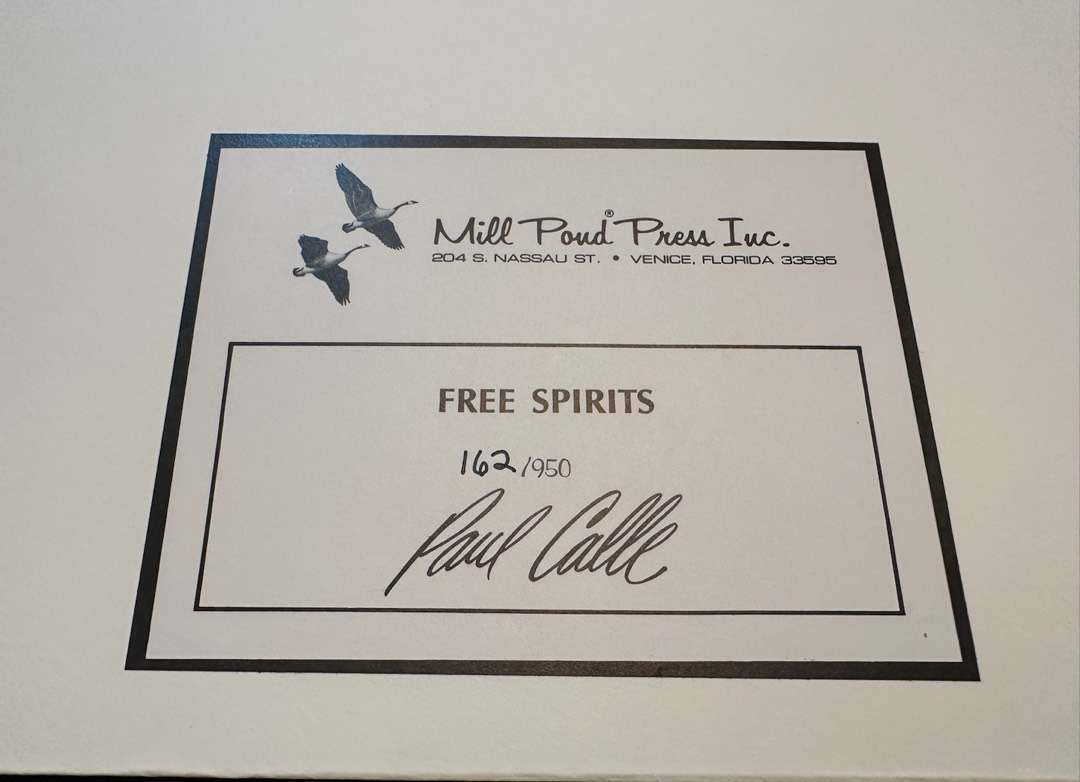 Mill Pond® Press Inc.
204 S. NASSAU ST. • VENICE, FLORIDA 33595
FREE SPIRITS
162/950
Paul Calle